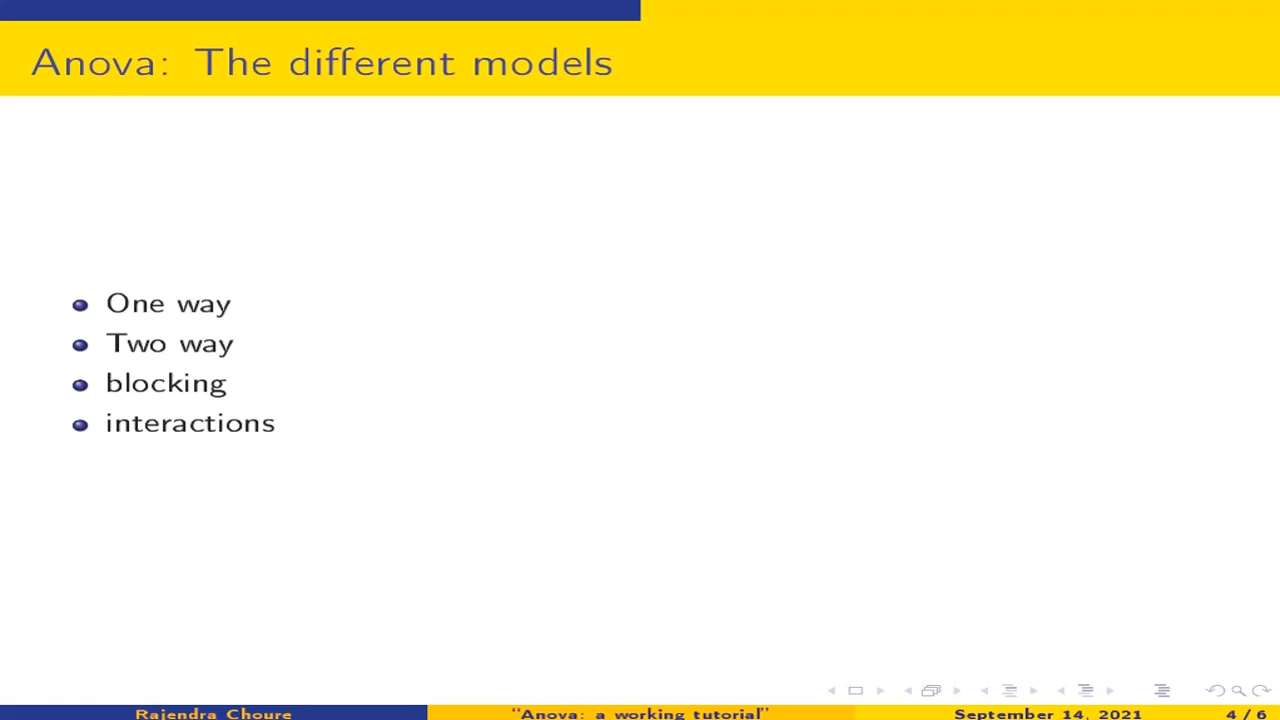 Anova: The different models
One way
Two way
blocking
interactions
Rajendra Choure
“Anova: a working tutorial”
September 14, 2021
4 / 6